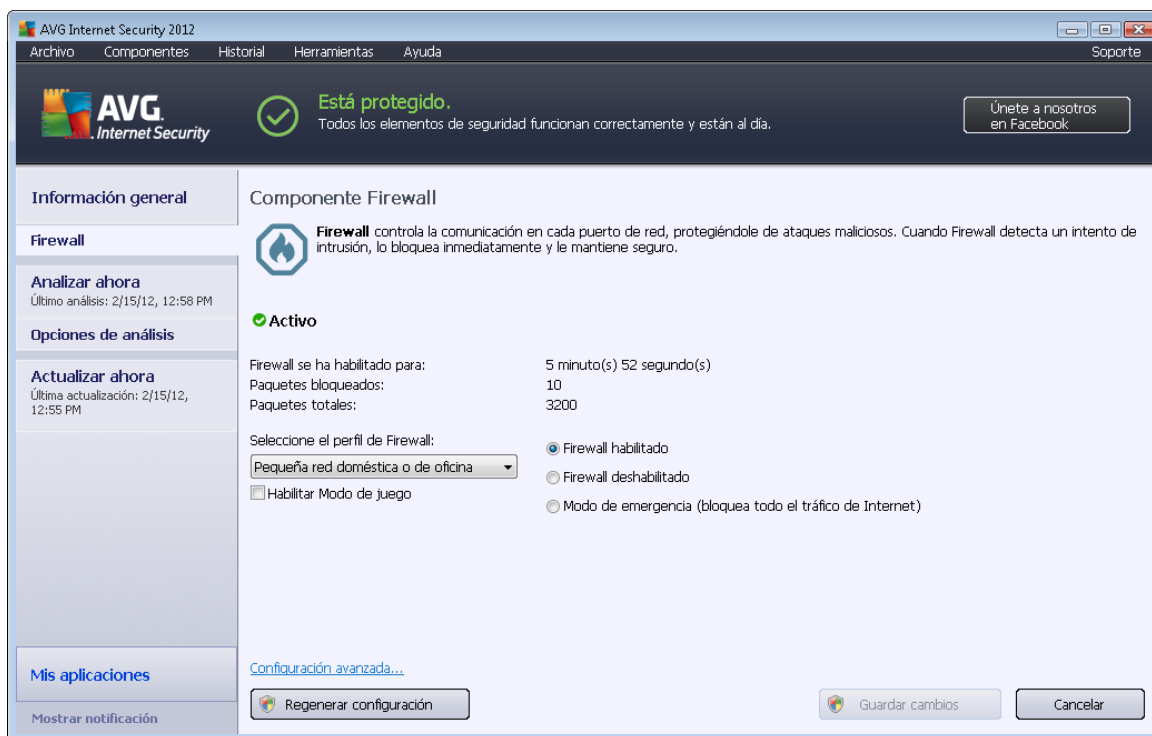 AVG Internet Security 2012
Archivo Componentes Historial Herramientas Ayuda Soporte
AVG.
Internet Security
Está protegido.
Todos los elementos de seguridad funcionan correctamente y están al día.
Únete a nosotros
en Facebook
Información general
Firewall
Analizar ahora
Último análisis: 2/15/12, 12:58 PM
Opciones de análisis
Actualizar ahora
Última actualización: 2/15/12,
12:55 PM
Mis aplicaciones
Mostrar notificación
Componente Firewall
Firewall controla la comunicación en cada puerto de red, protegiéndole de ataques maliciosos. Cuando Firewall detecta un intento de
intrusión, lo bloquea inmediatamente y le mantiene seguro.
Activo
Firewall se ha habilitado para: 5 minuto(s) 52 segundo(s)
Paquetes bloqueados: 10
Paquetes totales: 3200
Seleccione el perfil de Firewall:
Pequeña red doméstica o de oficina
Habilitar Modo de juego
Firewall habilitado
Firewall deshabilitado
Modo de emergencia (bloquea todo el tráfico de Internet)
Configuración avanzada...
Regenerar configuración
Guardar cambios
Cancelar